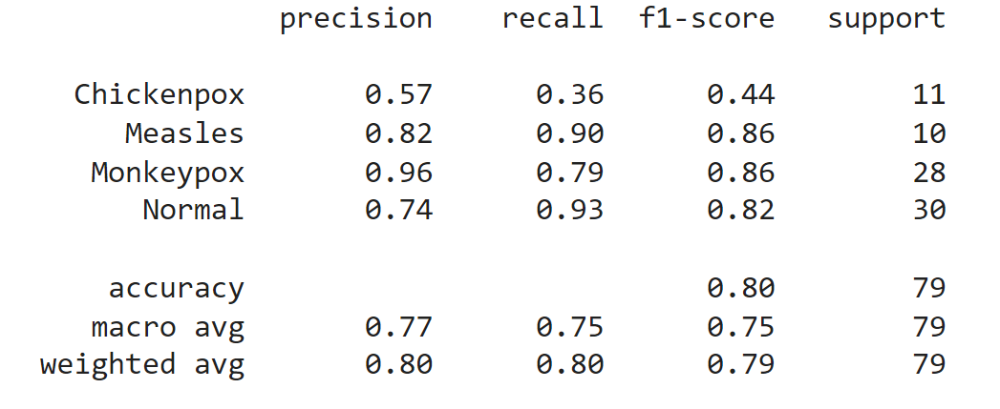 precision recall f1-score support
Chickenpox 0.57 0.36 0.44 11
Measles 0.82 0.90 0.86 10
Monkeypox 0.96 0.79 0.86 28
Normal 0.74 0.93 0.82 30
accuracy 0.80 79
macro avg 0.77 0.75 0.75 79
weighted avg 0.80 0.80 0.79 79